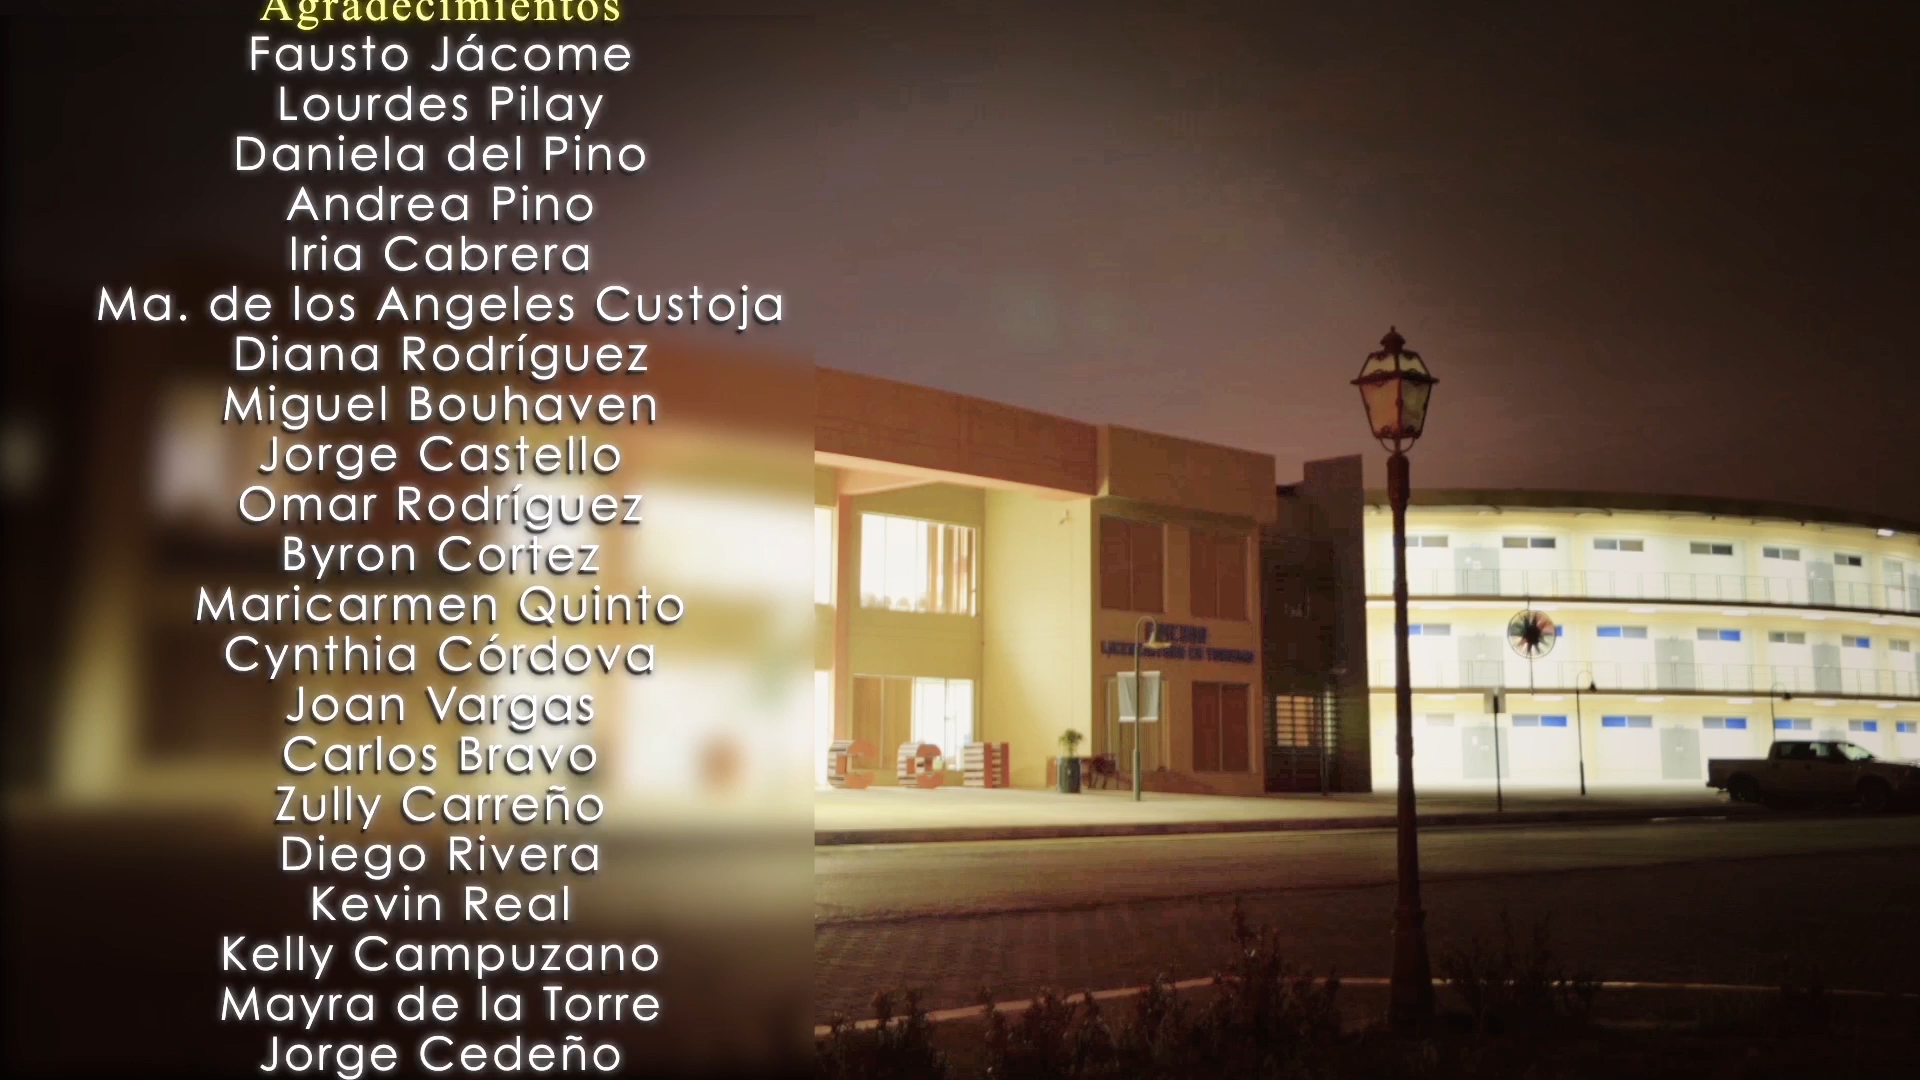 Agradecimientos
Fausto Jácome
Lourdes Pilay
Daniela del Pino
Andrea Pino
Iria Cabrera
Ma. de los Angeles Custoja
Diana Rodríguez
Miguel Bouhaven
Jorge Castello
Omar Rodríguez
Byron Cortez
Maricarmen Quinto
Cynthia Córdova
Joan Vargas
Carlos Bravo
Zully Carreño
Diego Rivera
Kevin Real
Kelly Campuzano
Mayra de la Torre
Jorge Cedeño